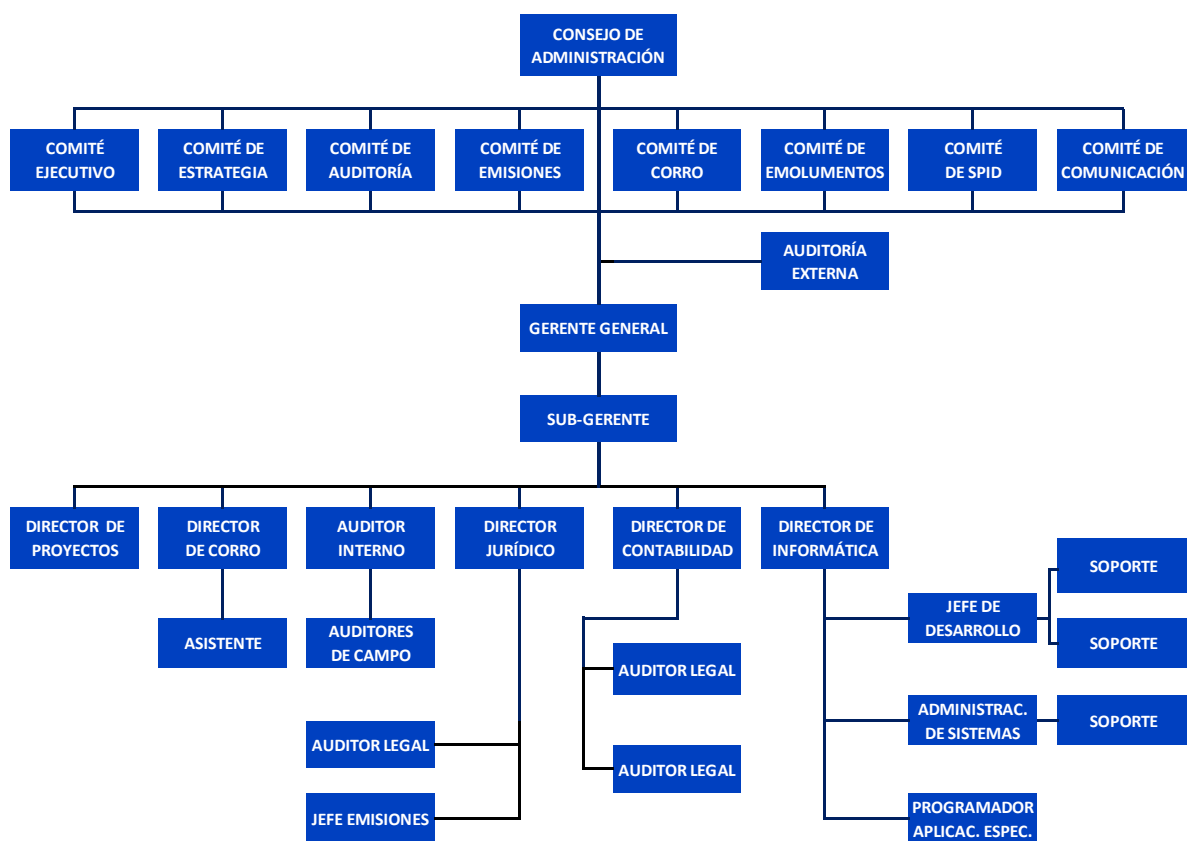 CONSEJO DE
ADMINISTRACIÓN
COMITÉ
EJECUTIVO
COMITÉ DE
ESTRATEGIA
COMITÉ DE
AUDITORÍA
COMITÉ DE
EMISIONES
COMITÉ DE
CORRO
COMITÉ DE
EMOLUMENTOS
COMITÉ
DE SPID
COMITÉ DE
COMUNICACIÓN
AUDITORÍA
EXTERNA
GERENTE GENERAL
SUB-GERENTE
DIRECTOR DE
PROYECTOS
DIRECTOR
DE CORRO
AUDITOR
INTERNO
DIRECTOR
JURÍDICO
DIRECTOR DE
CONTABILIDAD
DIRECTOR DE
INFORMÁTICA
ASISTENTE
AUDITORES
DE CAMPO
AUDITOR LEGAL
JEFE EMISIONES
AUDITOR LEGAL
AUDITOR LEGAL
JEFE DE
DESARROLLO
SOPORTE
SOPORTE
ADMINISTRAC.
DE SISTEMAS
SOPORTE
PROGRAMADOR
APLICAC. ESPEC.